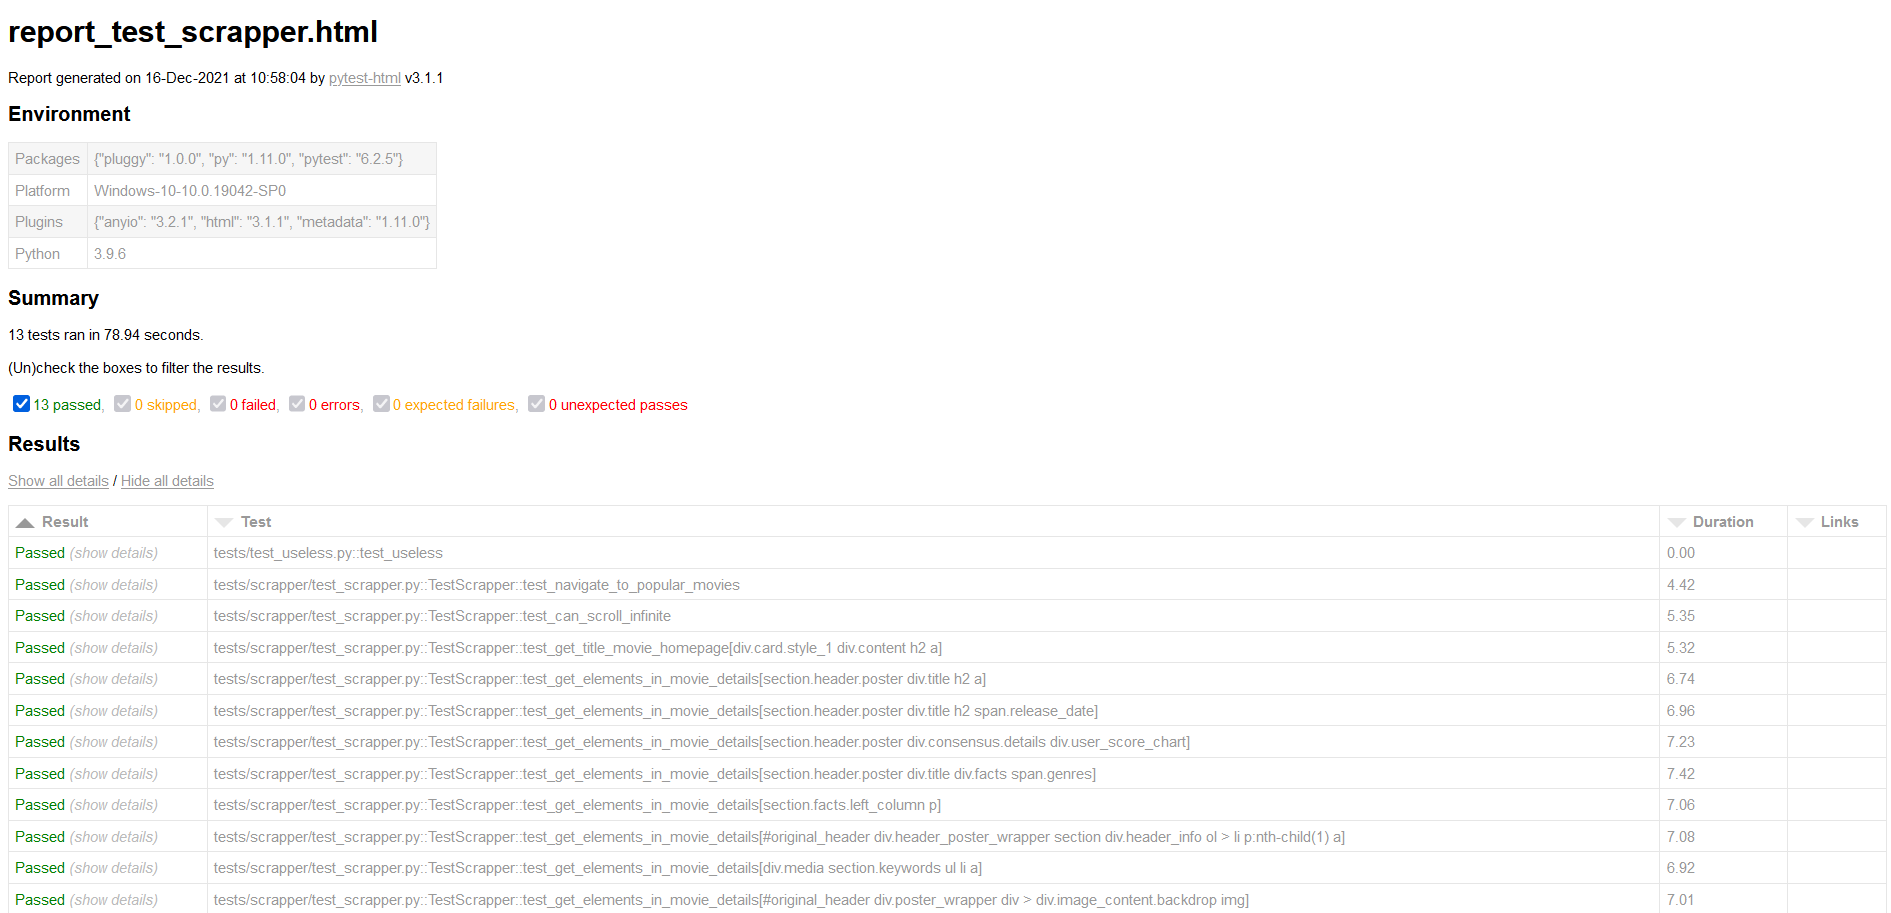 report_test_scrapper.html
Report generated on 16-Dec-2021 at 10:58:04 by pytest-html v3.1.1
Environment
Packages {"pluggy": "1.0.0", "py": "1.11.0", "pytest": "6.2.5"}
Platform Windows-10-10.0.19042-SP0
Plugins {"anyio": "3.2.1", "html": "3.1.1", "metadata": "1.11.0"}
Python 3.9.6
Summary
13 tests ran in 78.94 seconds.
(Un)check the boxes to filter the results.
13 passed, 0 skipped, 0 failed, 0 errors, 0 expected failures, 0 unexpected passes
Results
Show all details / Hide all details
Result Test Duration Links
Passed (show details) tests/test_useless.py::test_useless 0.00
Passed (show details) tests/scrapper/test_scrapper.py::TestScrapper::test_navigate_to_popular_movies 4.42
Passed (show details) tests/scrapper/test_scrapper.py::TestScrapper::test_can_scroll_infinite 5.35
Passed (show details) tests/scrapper/test_scrapper.py::TestScrapper::test_get_title_movie_homepage[div.card.style_1 div.content h2 a] 5.32
Passed (show details) tests/scrapper/test_scrapper.py::TestScrapper::test_get_elements_in_movie_details[section.header.poster div.title h2 a] 6.74
Passed (show details) tests/scrapper/test_scrapper.py::TestScrapper::test_get_elements_in_movie_details[section.header.poster div.title h2 span.release_date] 6.96
Passed (show details) tests/scrapper/test_scrapper.py::TestScrapper::test_get_elements_in_movie_details[section.header.poster div.consensus.details div.user_score_chart] 7.23
Passed (show details) tests/scrapper/test_scrapper.py::TestScrapper::test_get_elements_in_movie_details[section.header.poster div.title div.facts span.genres] 7.42
Passed (show details) tests/scrapper/test_scrapper.py::TestScrapper::test_get_elements_in_movie_details[section.facts.left_column p] 7.06
Passed (show details) tests/scrapper/test_scrapper.py::TestScrapper::test_get_elements_in_movie_details[#original_header div.header_poster_wrapper section div.header_info ol > li p:nth-child(1) a] 7.08
Passed (show details) tests/scrapper/test_scrapper.py::TestScrapper::test_get_elements_in_movie_details[div.media section.keywords ul li a] 6.92
Passed (show details) tests/scrapper/test_scrapper.py::TestScrapper::test_get_elements_in_movie_details[#original_header div.poster_wrapper div > div.image_content.backdrop img] 7.01